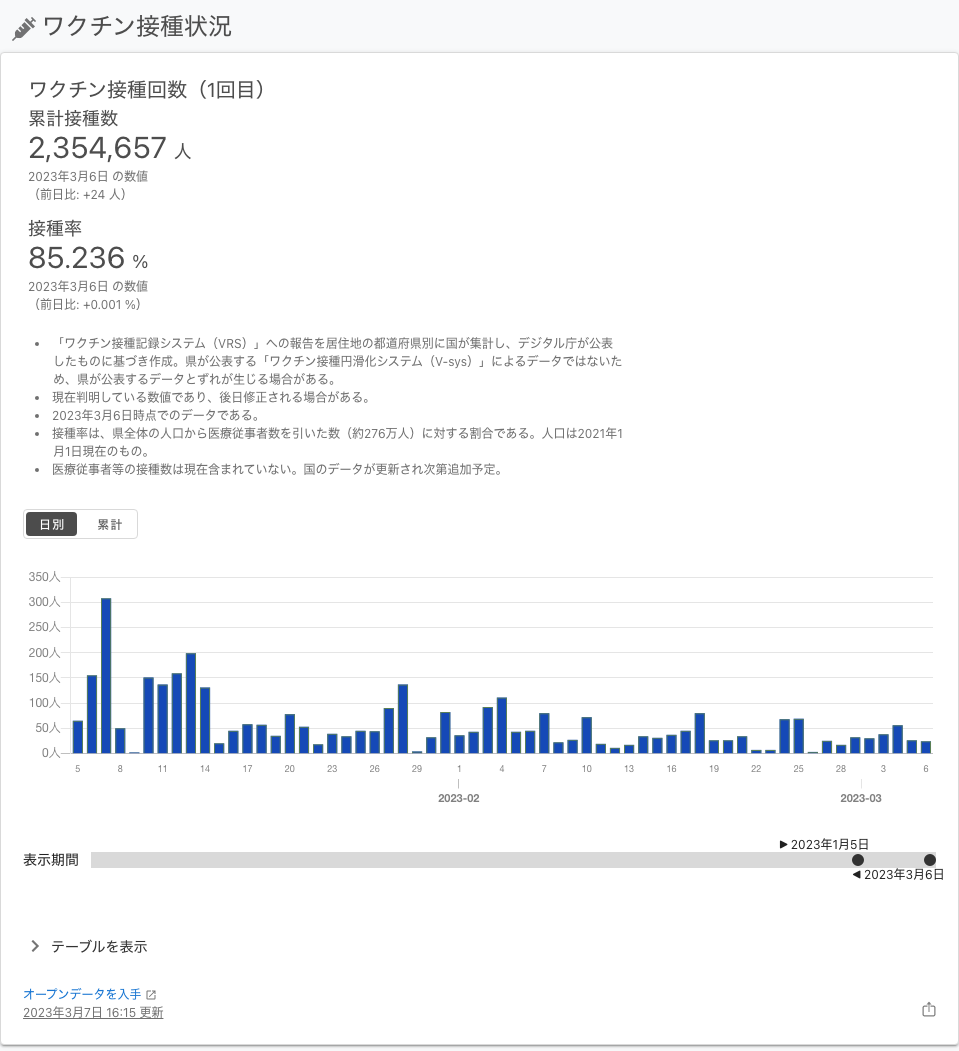 ワクチン接種状況
ワクチン接種回数（1回目）
累計接種数
2,354,657 人
2023年3月6日 の数値
（前日比: +24 人）
接種率
85.236 %
2023年3月6日 の数値
（前日比: +0.001 %）
• 「ワクチン接種記録システム（VRS）」への報告を居住地の都道府県別に国が集計し、デジタル庁が公表
したものに基づき作成。県が公表する「ワクチン接種円滑化システム（V-sys）」によるデータではないた
め、県が公表するデータとずれが生じる場合がある。
• 現在判明している数値であり、後日修正される場合がある。
• 2023年3月6日時点でのデータである。
• 接種率は、県全体の人口から医療従事者数を引いた数（約276万人）に対する割合である。人口は2021年1
月1日現在のもの。
• 医療従事者等の接種数は現在含まれていない。国のデータが更新され次第追加予定。
日別 累計
350人
300人
250人
200人
150人
100人
50人
0人
5 8 11 14 17 20 23 26 29 1 4 7 10 13 16 19 22 25 28 3 6
2023-02 2023-03
▶ 2023年1月5日
表示期間
◀ 2023年3月6日
テーブルを表示
オープンデータを入手
2023年3月7日 16:15 更新